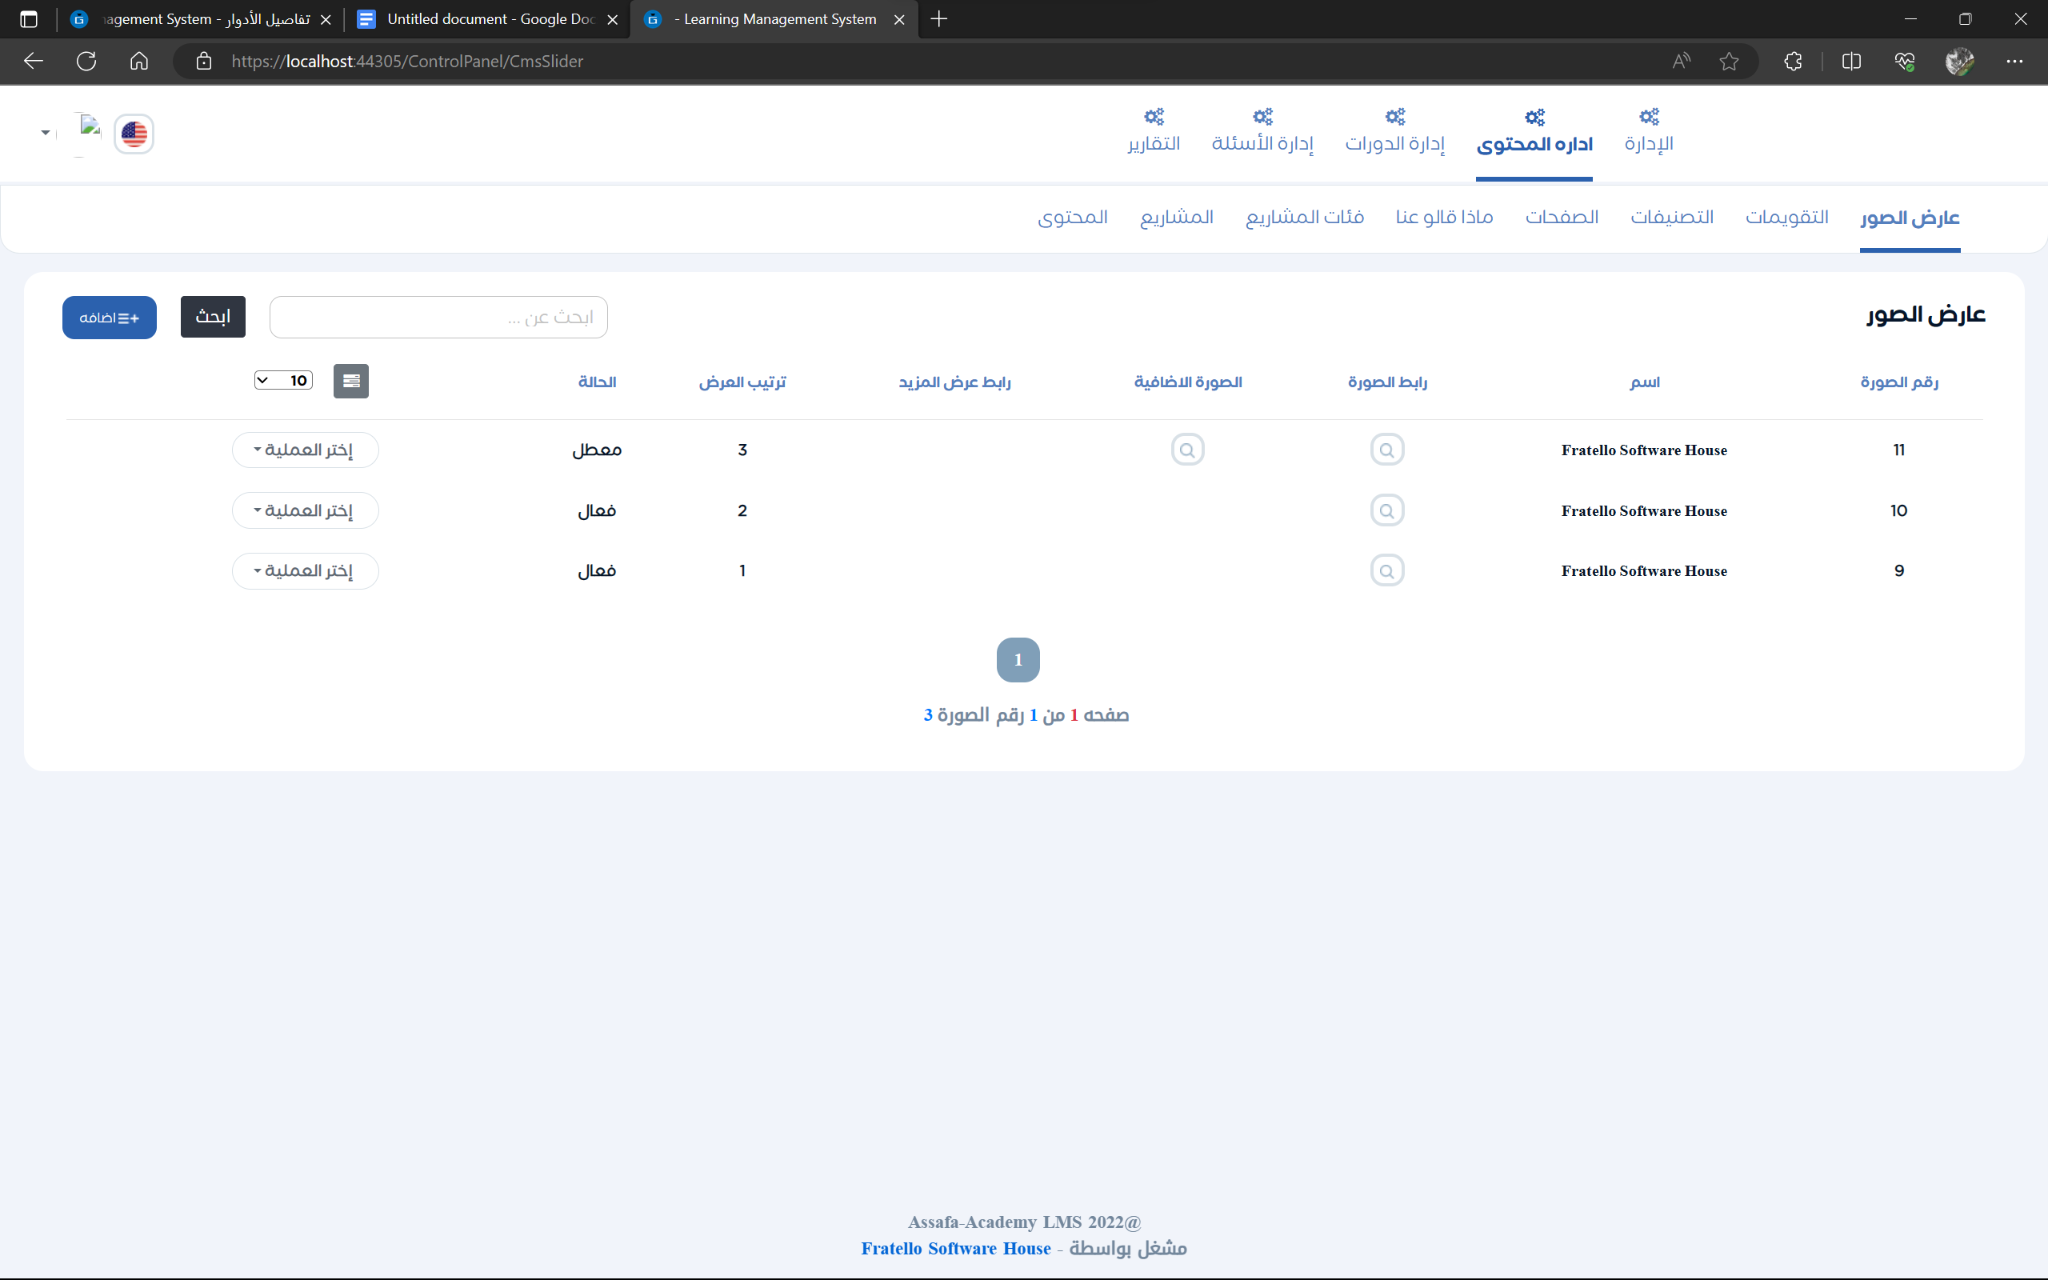 agement System - تفاصيل الأدوار
Untitled document - Google Doc
- Learning Management System
https://localhost:44305/ControlPanel/CmsSlider
الإدارة
اداره المحتوى
إدارة الدورات
إدارة الأسئلة
التقارير
عارض الصور
التقويمات
التصنيفات
الصفحات
ماذا قالو عنا
فئات المشاريع
المشاريع
المحتوى
عارض الصور
ابحث عن ...
ابحث
اضافه
رقم الصورة
اسم
رابط الصورة
الصورة الاضافية
رابط عرض المزيد
ترتيب العرض
الحالة
10
11 Fratello Software House 3 معطل إختر العملية
10 Fratello Software House 2 فعال إختر العملية
9 Fratello Software House 1 فعال إختر العملية
1
صفحه 1 من 1 رقم الصورة 3
Assafa-Academy LMS 2022@
مشغل بواسطة - Fratello Software House